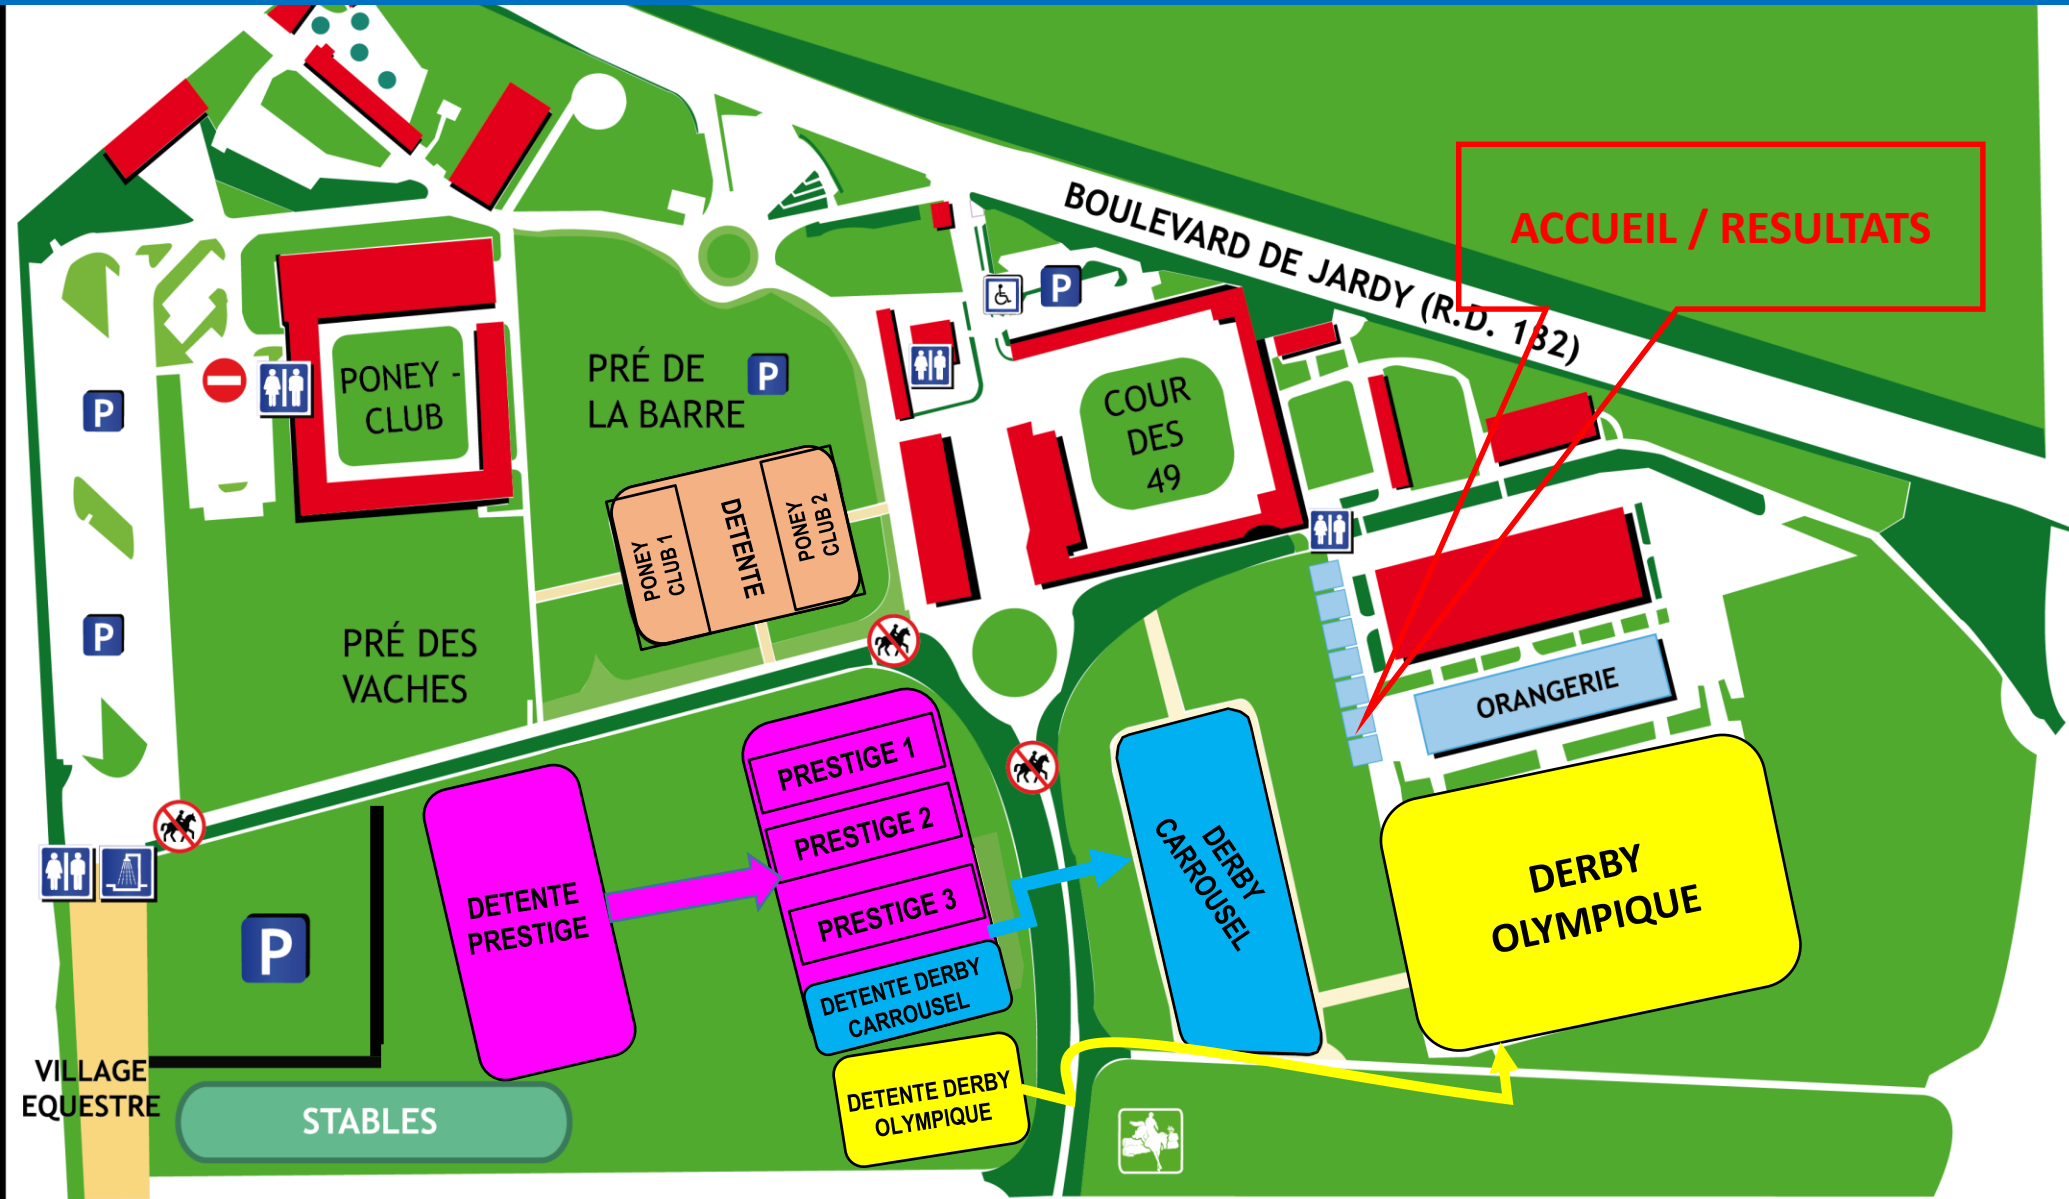 BOULEVARD DE JARDY (R.D. 182)
ACCUEIL / RESULTATS
P
PONEY -
CLUB
PRÉ DE
LA BARRE
P
P
COUR
DES
49
PONEY
CLUB 1
DETENTE
PONEY
CLUB 2
P
PRÉ DES
VACHES
ORANGERIE
PRESTIGE 1
PRESTIGE 2
PRESTIGE 3
DETENTE
PRESTIGE
DERBY
CARROUSEL
DERBY
OLYMPIQUE
P
DETENTE DERBY
CARROUSEL
DETENTE DERBY
OLYMPIQUE
VILLAGE
EQUESTRE
STABLES